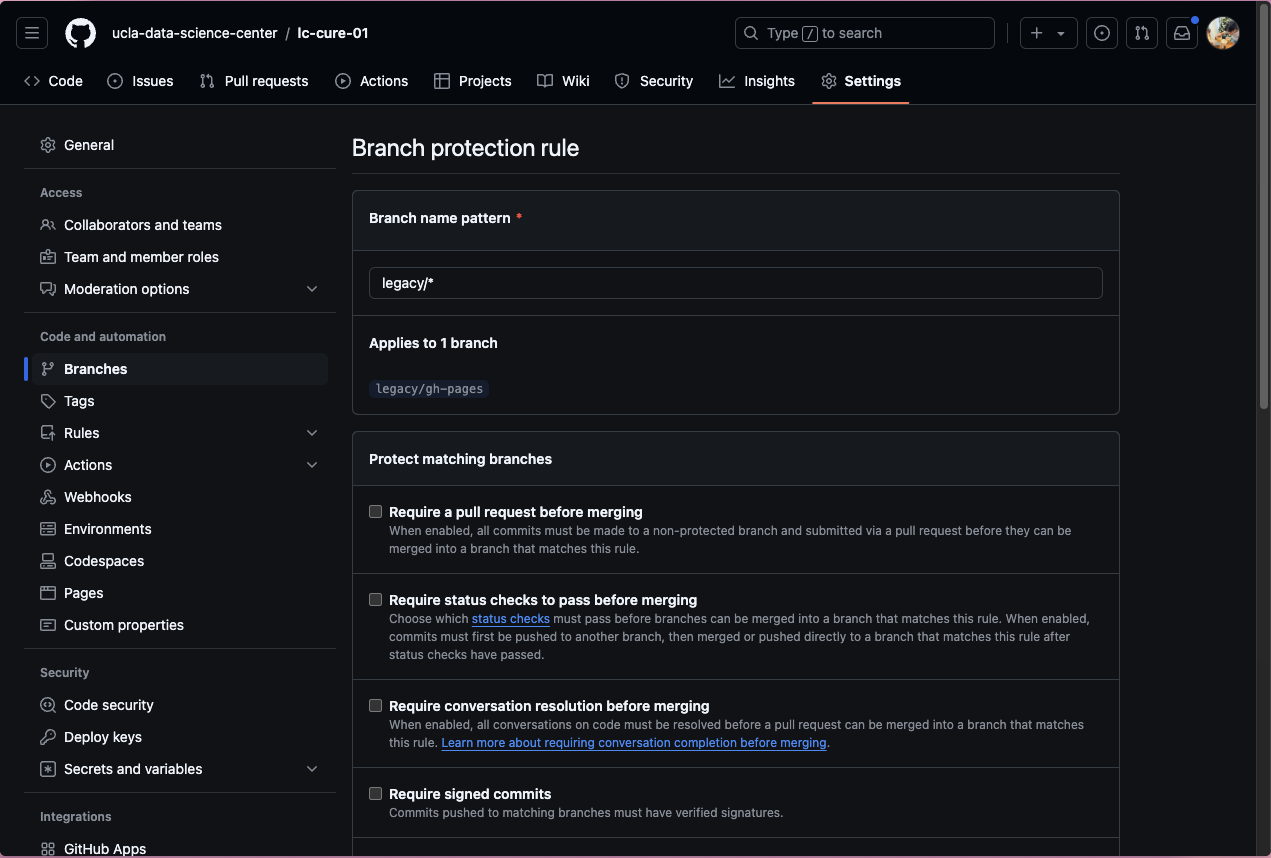 ucla-data-science-center / lc-cure-01
Type / to search
Code Issues Pull requests Actions Projects Wiki Security Insights Settings
General
Access
Collaborators and teams
Team and member roles
Moderation options
Code and automation
Branches
Tags
Rules
Actions
Webhooks
Environments
Codespaces
Pages
Custom properties
Security
Code security
Deploy keys
Secrets and variables
Integrations
GitHub Apps
Branch protection rule
Branch name pattern *
legacy/*
Applies to 1 branch
legacy/gh-pages
Protect matching branches
Require a pull request before merging
When enabled, all commits must be made to a non-protected branch and submitted via a pull request before they can be
merged into a branch that matches this rule.
Require status checks to pass before merging
Choose which status checks must pass before branches can be merged into a branch that matches this rule. When enabled,
commits must first be pushed to another branch, then merged or pushed directly to a branch that matches this rule after
status checks have passed.
Require conversation resolution before merging
When enabled, all conversations on code must be resolved before a pull request can be merged into a branch that matches
this rule. Learn more about requiring conversation completion before merging.
Require signed commits
Commits pushed to matching branches must have verified signatures.